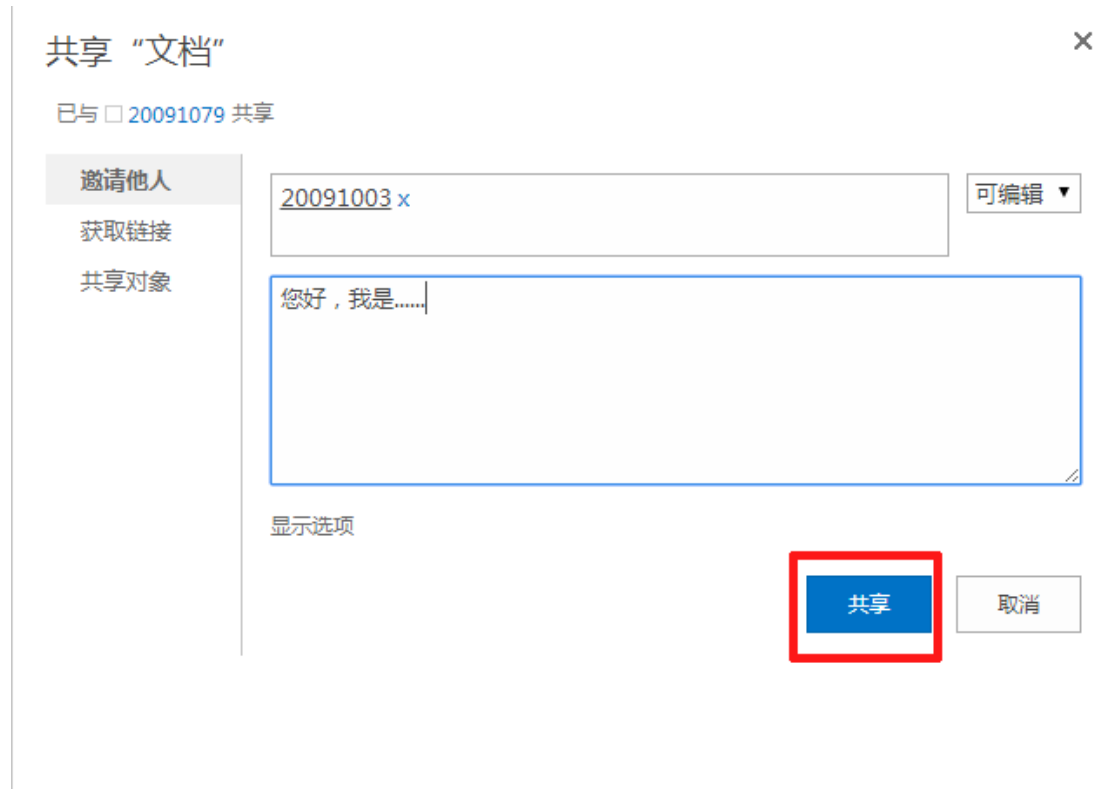 共享 “文档”
已与 20091079 共享
邀请他人
获取链接
共享对象
20091003 x
可编辑
您好，我是......
显示选项
共享
取消